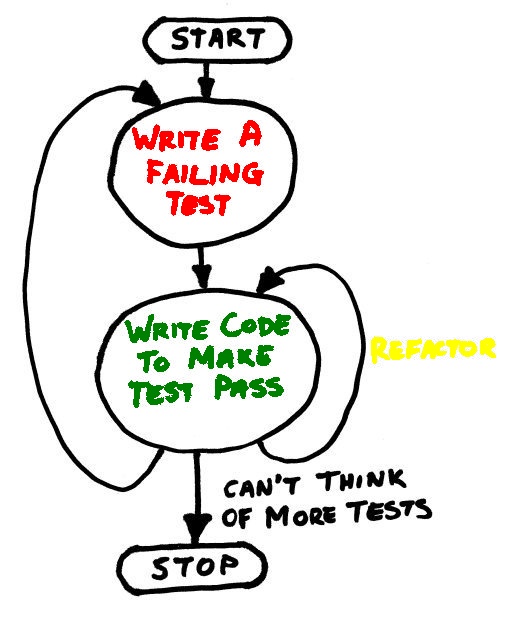 START
WRITE A
FAILING
TEST
WRITE CODE
TO MAKE
TEST PASS
REFACTOR
CAN'T THINK
OF MORE TESTS
STOP